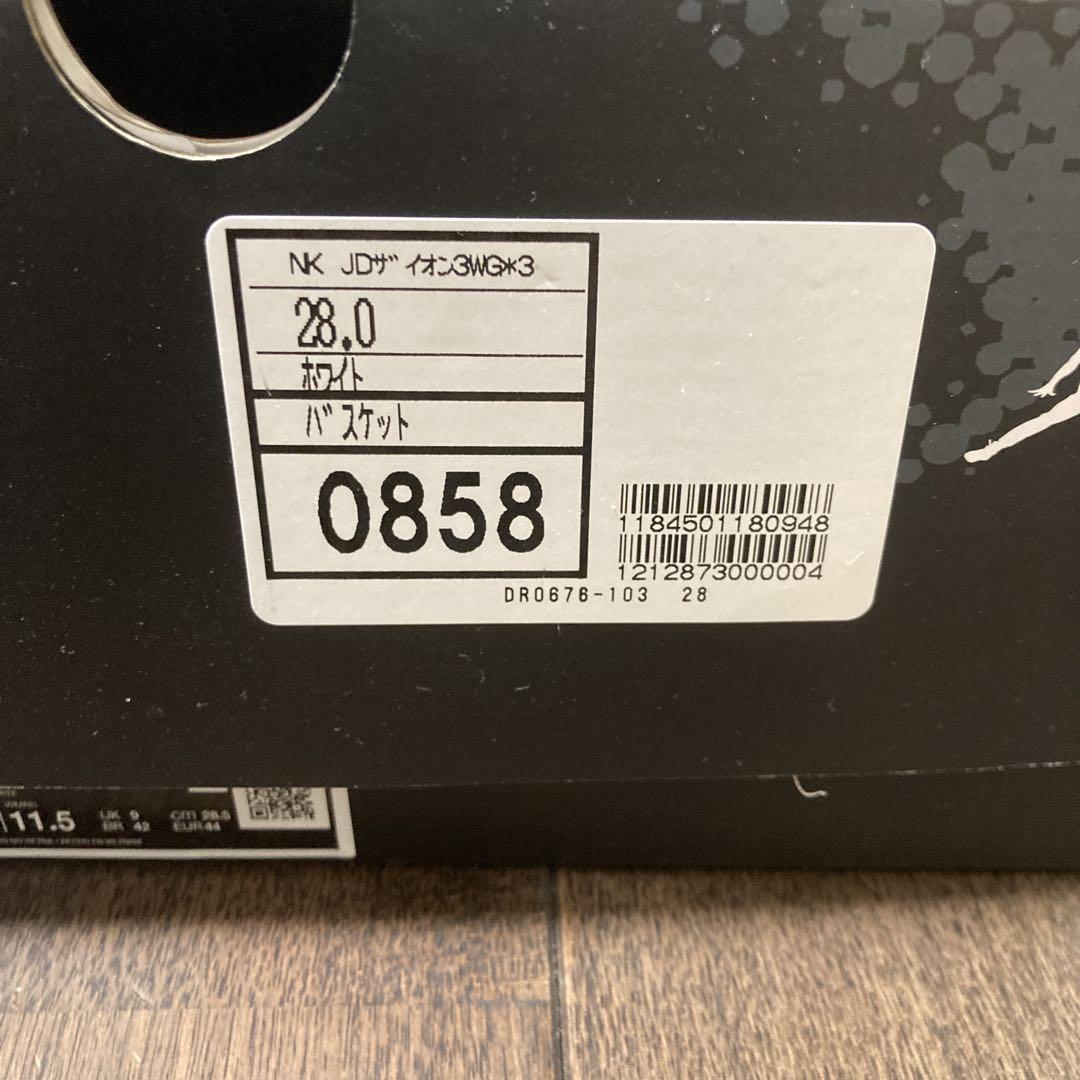 NK JDザイオン3WG*3
28.0
ホワイト
バスケット
0858
1184501180948
1212873000004
DR0676-103 28
11.5 UK 9 cm 28.5
BR 42 EUR 44